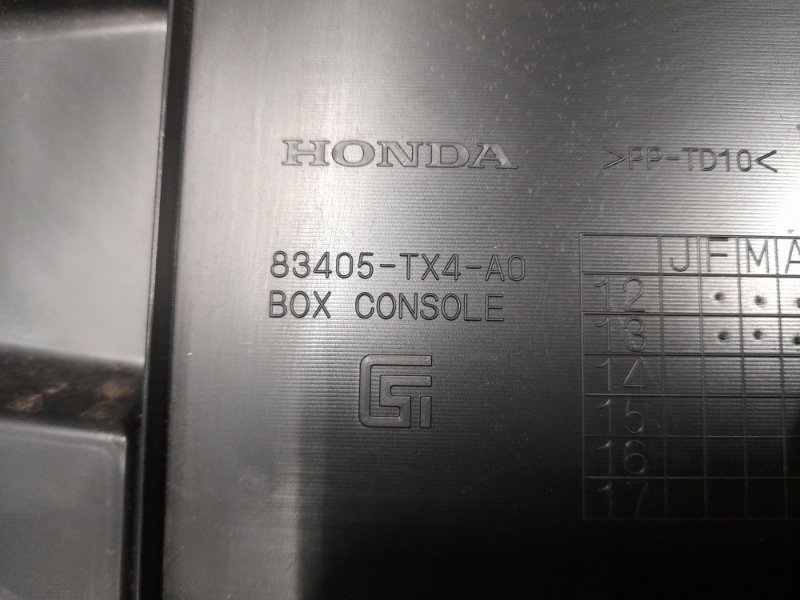 HONDA
>PP-TD10<
83405-TX4-A0
BOX CONSOLE
J F M A
12
13
14
15
16
17